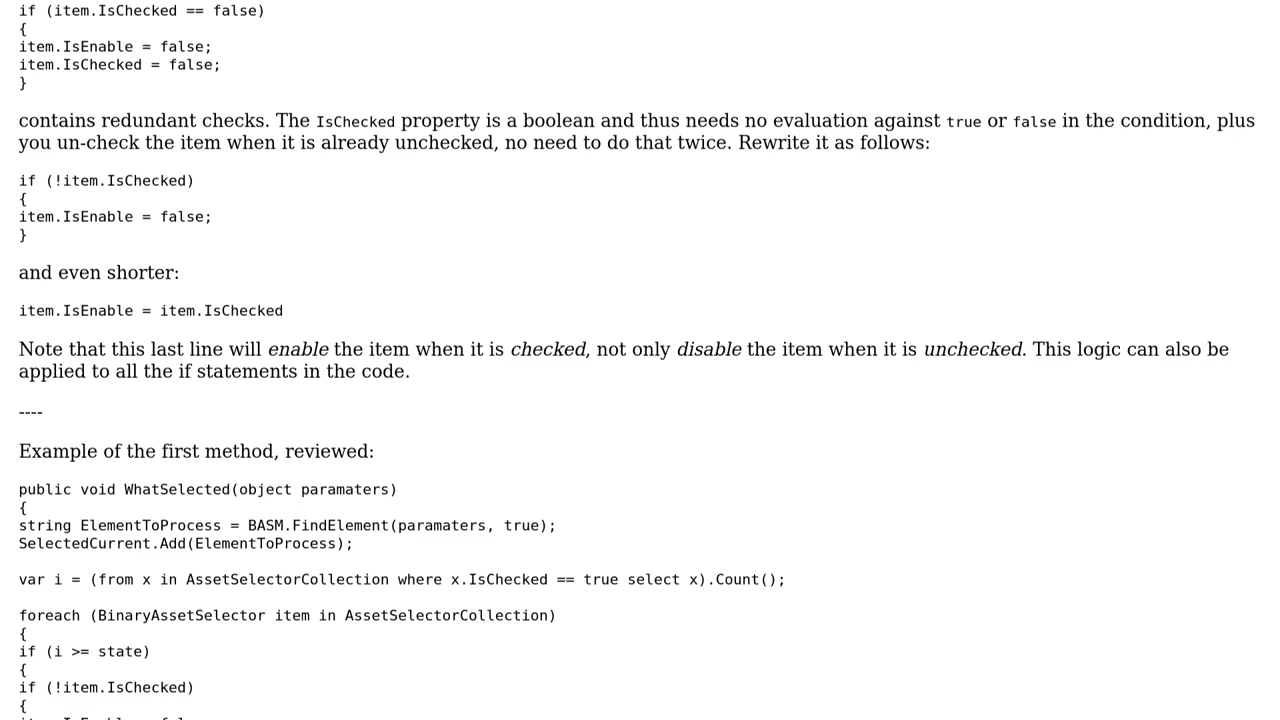 if (item.IsChecked == false)
{
item.IsEnable = false;
item.IsChecked = false;
}
contains redundant checks. The IsChecked property is a boolean and thus needs no evaluation against true or false in the condition, plus
you un-check the item when it is already unchecked, no need to do that twice. Rewrite it as follows:
if (!item.IsChecked)
{
item.IsEnable = false;
}
and even shorter:
item.IsEnable = item.IsChecked
Note that this last line will enable the item when it is checked, not only disable the item when it is unchecked. This logic can also be
applied to all the if statements in the code.
----
Example of the first method, reviewed:
public void WhatSelected(object paramaters)
{
string ElementToProcess = BASM.FindElement(paramaters, true);
SelectedCurrent.Add(ElementToProcess);
var i = (from x in AssetSelectorCollection where x.IsChecked == true select x).Count();
foreach (BinaryAssetSelector item in AssetSelectorCollection)
{
if (i >= state)
{
if (!item.IsChecked)
{